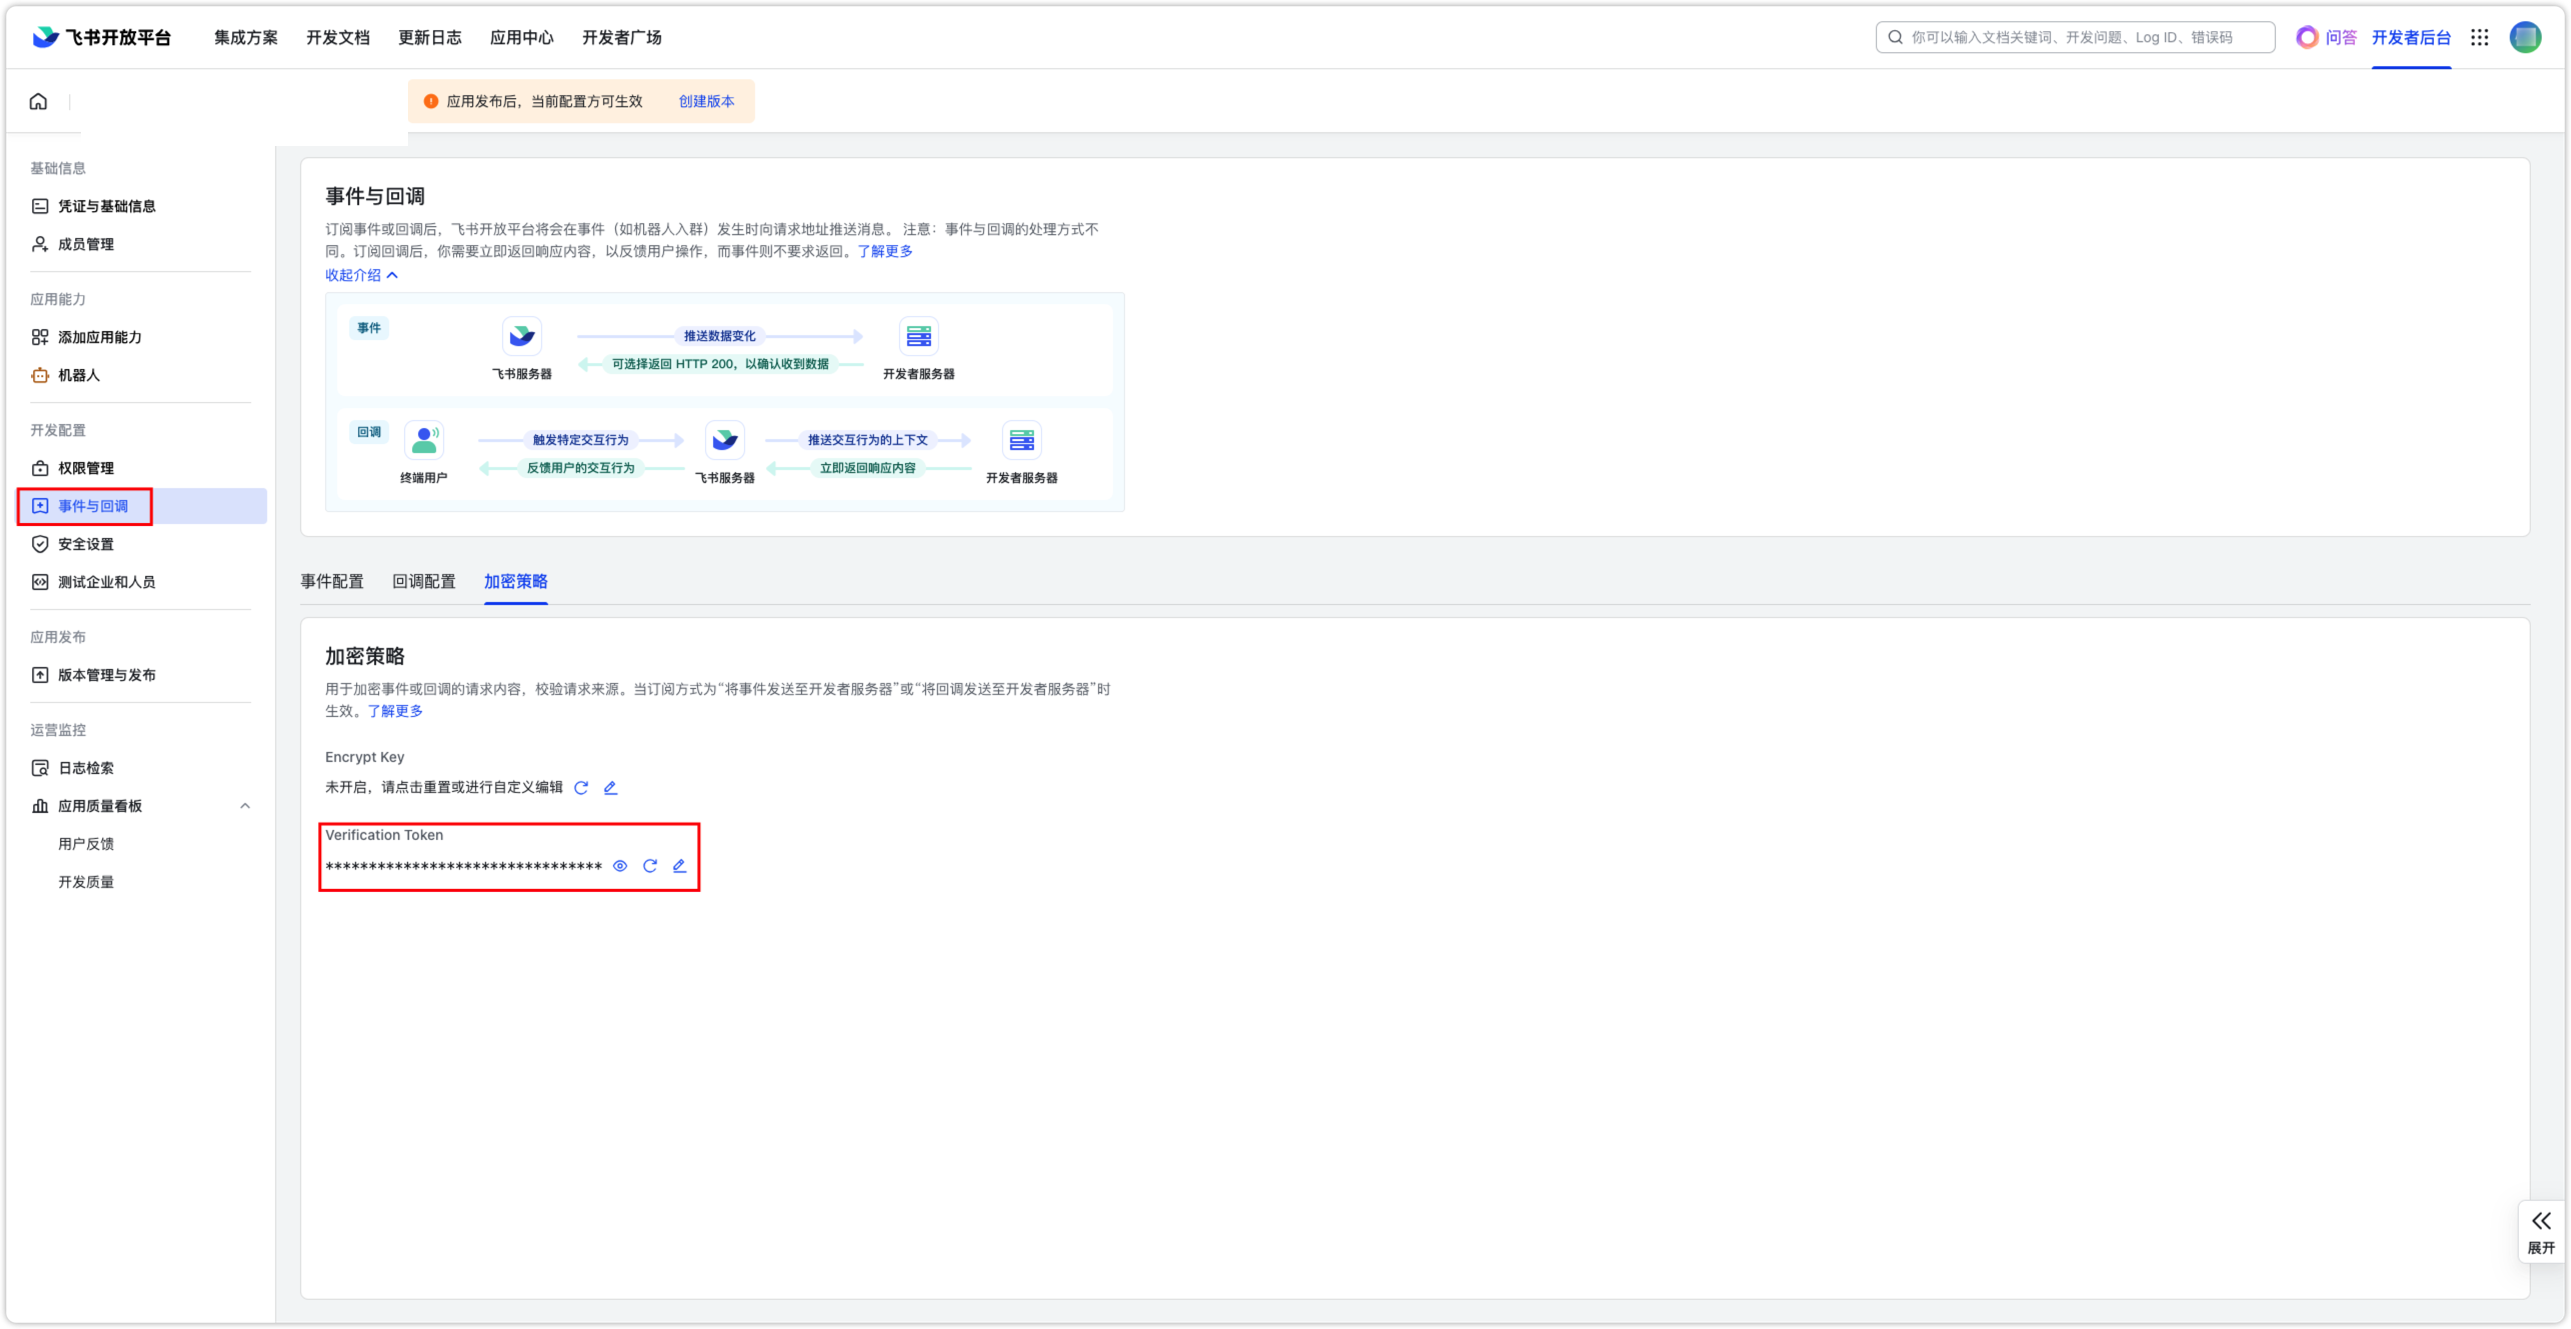 飞书开放平台 集成方案 开发文档 更新日志 应用中心 开发者广场 你可以输入文档关键词、开发问题、Log ID、错误码 问答 开发者后台
应用发布后，当前配置方可生效 创建版本
基础信息
凭证与基础信息
成员管理
应用能力
添加应用能力
机器人
开发配置
权限管理
事件与回调
安全设置
测试企业和人员
应用发布
版本管理与发布
运营监控
日志检索
应用质量看板
用户反馈
开发质量
事件与回调
订阅事件或回调后，飞书开放平台将会在事件（如机器人入群）发生时向请求地址推送消息。 注意：事件与回调的处理方式不
同。订阅回调后，你需要立即返回响应内容，以反馈用户操作，而事件则不要求返回。了解更多
收起介绍
事件
推送数据变化
可选择返回 HTTP 200，以确认收到数据
飞书服务器 开发者服务器
回调
触发特定交互行为 推送交互行为的上下文
反馈用户的交互行为 立即返回响应内容
终端用户 飞书服务器 开发者服务器
事件配置 回调配置 加密策略
加密策略
用于加密事件或回调的请求内容，校验请求来源。当订阅方式为“将事件发送至开发者服务器”或“将回调发送至开发者服务器”时
生效。了解更多
Encrypt Key
未开启，请点击重置或进行自定义编辑
Verification Token
********************************
展开